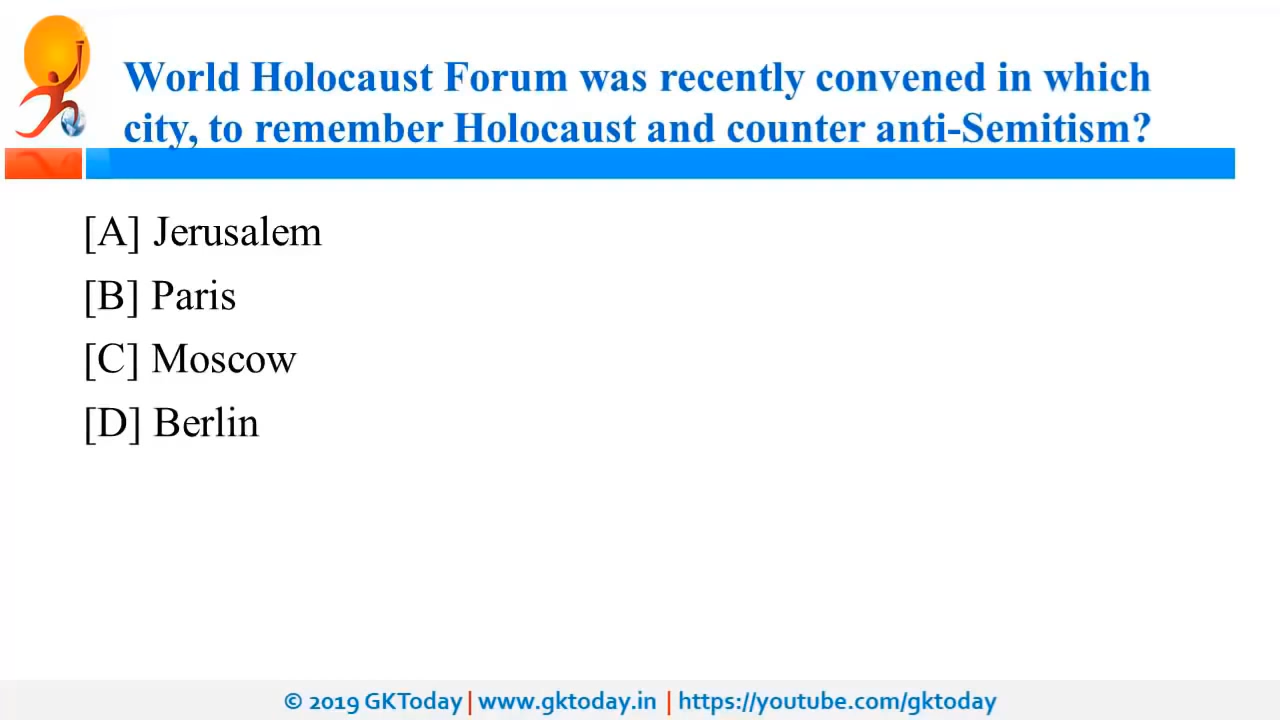 World Holocaust Forum was recently convened in which
city, to remember Holocaust and counter anti-Semitism?
[A] Jerusalem
[B] Paris
[C] Moscow
[D] Berlin
© 2019 GKToday | www.gktoday.in | https://youtube.com/gktoday